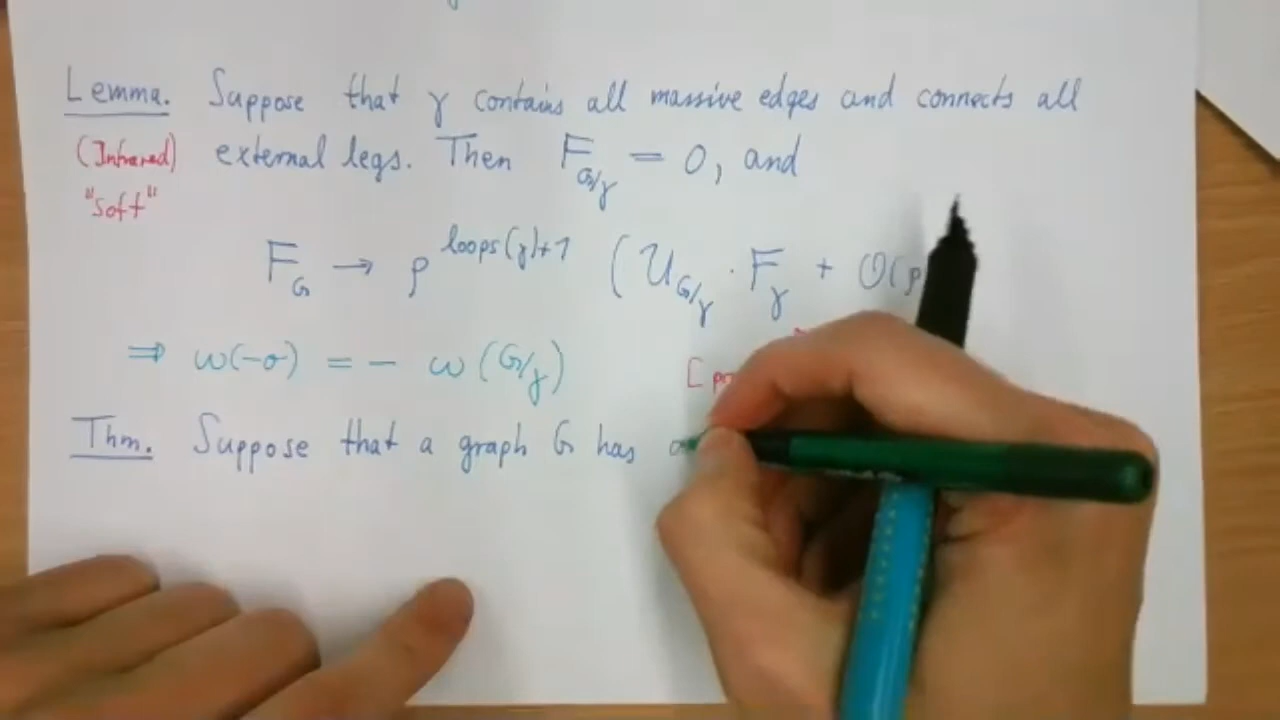 Lemma. Suppose that γ contains all massive edges and connects all
(Infrared) external legs. Then F_{G/γ} = 0, and
"soft"
F_G → ρ^{loops(γ)+1} (U_{G/γ} · F_γ + O(ρ
⇒ ω(-σ) = - ω(G/γ)
Thm. Suppose that a graph G has